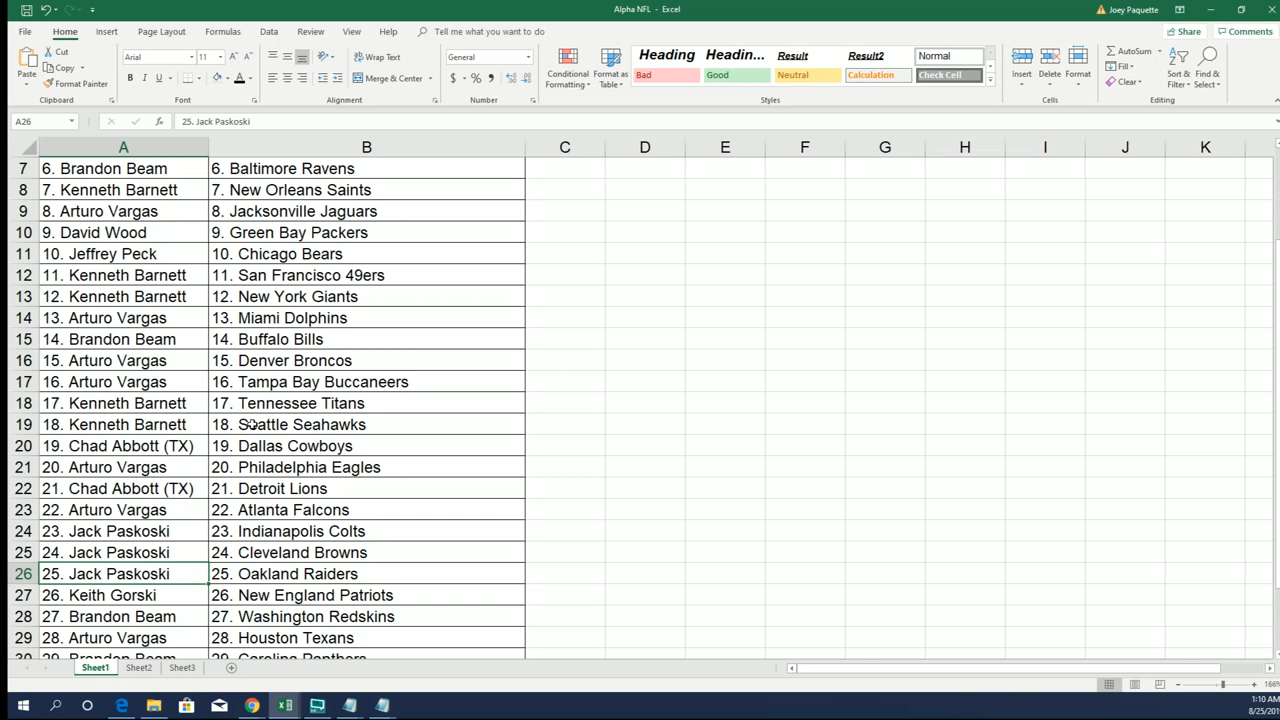 Alpha NFL - Excel
Joey Paquette
File Home Insert Page Layout Formulas Data Review View Help Tell me what you want to do
Share Comments
Paste
Cut
Copy
Format Painter
Clipboard
Arial 11
B I U A
Font
Wrap Text
Merge & Center
Alignment
General
$ % ,
Number
Conditional Formatting
Format as Table
Heading Headin... Result Result2 Normal
Bad Good Neutral Calculation Check Cell
Styles
Insert Delete Format
Cells
AutoSum
Fill
Clear
Sort & Filter
Find & Select
Editing
A26 fx 25. Jack Paskoski
A B C D E F G H I J K
7 6. Brandon Beam 6. Baltimore Ravens
8 7. Kenneth Barnett 7. New Orleans Saints
9 8. Arturo Vargas 8. Jacksonville Jaguars
10 9. David Wood 9. Green Bay Packers
11 10. Jeffrey Peck 10. Chicago Bears
12 11. Kenneth Barnett 11. San Francisco 49ers
13 12. Kenneth Barnett 12. New York Giants
14 13. Arturo Vargas 13. Miami Dolphins
15 14. Brandon Beam 14. Buffalo Bills
16 15. Arturo Vargas 15. Denver Broncos
17 16. Arturo Vargas 16. Tampa Bay Buccaneers
18 17. Kenneth Barnett 17. Tennessee Titans
19 18. Kenneth Barnett 18. Seattle Seahawks
20 19. Chad Abbott (TX) 19. Dallas Cowboys
21 20. Arturo Vargas 20. Philadelphia Eagles
22 21. Chad Abbott (TX) 21. Detroit Lions
23 22. Arturo Vargas 22. Atlanta Falcons
24 23. Jack Paskoski 23. Indianapolis Colts
25 24. Jack Paskoski 24. Cleveland Browns
26 25. Jack Paskoski 25. Oakland Raiders
27 26. Keith Gorski 26. New England Patriots
28 27. Brandon Beam 27. Washington Redskins
29 28. Arturo Vargas 28. Houston Texans
30 29. Brandon Beam 29. Carolina Panthers
Sheet1 Sheet2 Sheet3
166%
1:10 AM